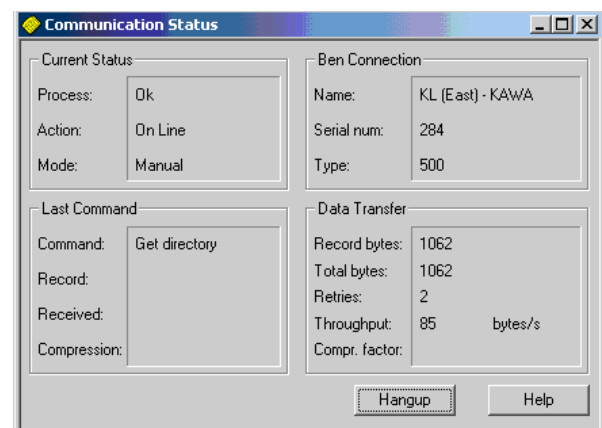 Communication Status
Current Status
Process: Ok
Action: On Line
Mode: Manual
Ben Connection
Name: KL (East) - KAWA
Serial num: 284
Type: 500
Last Command
Command: Get directory
Record:
Received:
Compression:
Data Transfer
Record bytes: 1062
Total bytes: 1062
Retries: 2
Throughput: 85 bytes/s
Compr. factor:
Hangup Help